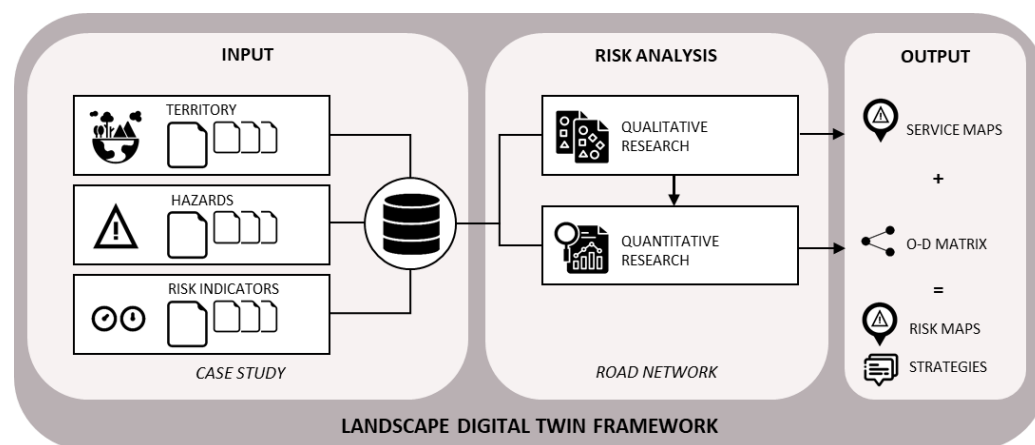 INPUT
TERRITORY
HAZARDS
RISK INDICATORS
CASE STUDY
RISK ANALYSIS
QUALITATIVE
RESEARCH
QUANTITATIVE
RESEARCH
ROAD NETWORK
OUTPUT
SERVICE MAPS
+
O-D MATRIX
=
RISK MAPS
STRATEGIES
LANDSCAPE DIGITAL TWIN FRAMEWORK